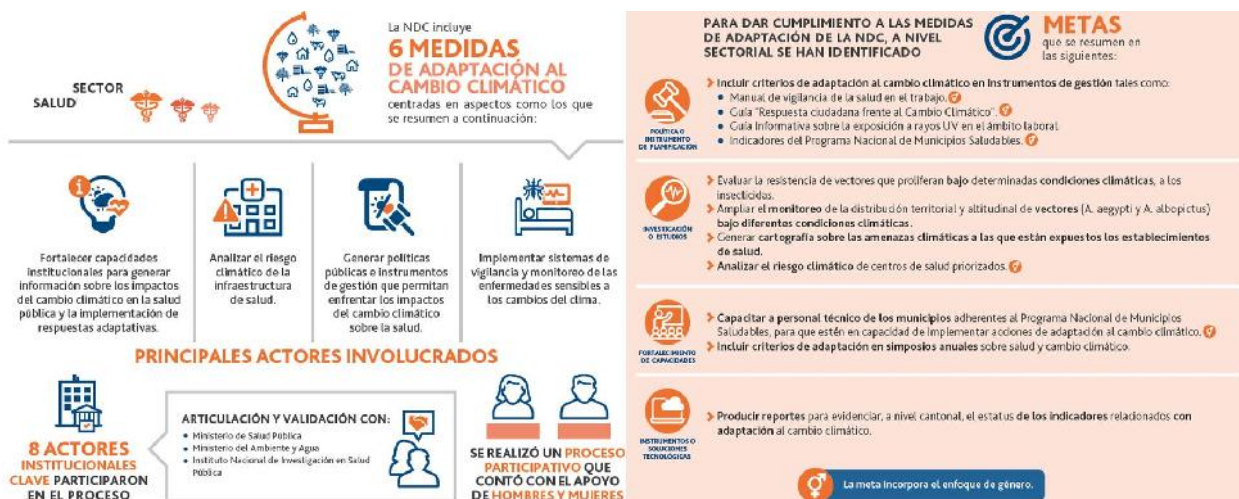 SECTOR
SALUD
La NDC incluye
6 MEDIDAS
DE ADAPTACIÓN AL
CAMBIO CLIMÁTICO
centradas en aspectos como los que
se resumen a continuación:
Fortalecer capacidades
institucionales para generar
información sobre los impactos
del cambio climático en la salud
pública y la implementación de
respuestas adaptativas.
Analizar el riesgo
climático de la
infraestructura
de salud.
Generar políticas
públicas e instrumentos
de gestión que permitan
enfrentar los impactos
del cambio climático
sobre la salud.
Implementar sistemas de
vigilancia y monitoreo de las
enfermedades sensibles a
los cambios del clima.
PRINCIPALES ACTORES INVOLUCRADOS
8 ACTORES
INSTITUCIONALES
CLAVE PARTICIPARON
EN EL PROCESO
ARTICULACIÓN Y VALIDACIÓN CON:
• Ministerio de Salud Pública
• Ministerio del Ambiente y Agua
• Instituto Nacional de Investigación en Salud
Pública
SE REALIZÓ UN PROCESO
PARTICIPATIVO QUE
CONTÓ CON EL APOYO
DE HOMBRES Y MUJERES
PARA DAR CUMPLIMIENTO A LAS MEDIDAS
DE ADAPTACIÓN DE LA NDC, A NIVEL
SECTORIAL SE HAN IDENTIFICADO
METAS
que se resumen en
las siguientes:
POLÍTICA O
INSTRUMENTO
DE PLANIFICACIÓN
Incluir criterios de adaptación al cambio climático en instrumentos de gestión tales como:
• Manual de vigilancia de la salud en el trabajo.
• Guía "Respuesta ciudadana frente al Cambio Climático".
• Guía Informativa sobre la exposición a rayos UV en el ámbito laboral
• Indicadores del Programa Nacional de Municipios Saludables.
INVESTIGACIÓN
O ESTUDIOS
Evaluar la resistencia de vectores que proliferan bajo determinadas condiciones climáticas, a los
insecticidas.
Ampliar el monitoreo de la distribución territorial y altitudinal de vectores (A. aegypti y A. albopictus)
bajo diferentes condiciones climáticas.
Generar cartografía sobre las amenazas climáticas a las que están expuestos los establecimientos
de salud.
Analizar el riesgo climático de centros de salud priorizados.
FORTALECIMIENTO
DE CAPACIDADES
Capacitar a personal técnico de los municipios adherentes al Programa Nacional de Municipios
Saludables, para que estén en capacidad de implementar acciones de adaptación al cambio climático.
Incluir criterios de adaptación en simposios anuales sobre salud y cambio climático.
INSTRUMENTOS O
SOLUCIONES
TECNOLÓGICAS
Producir reportes para evidenciar, a nivel cantonal, el estatus de los indicadores relacionados con
adaptación al cambio climático.
La meta incorpora el enfoque de género.